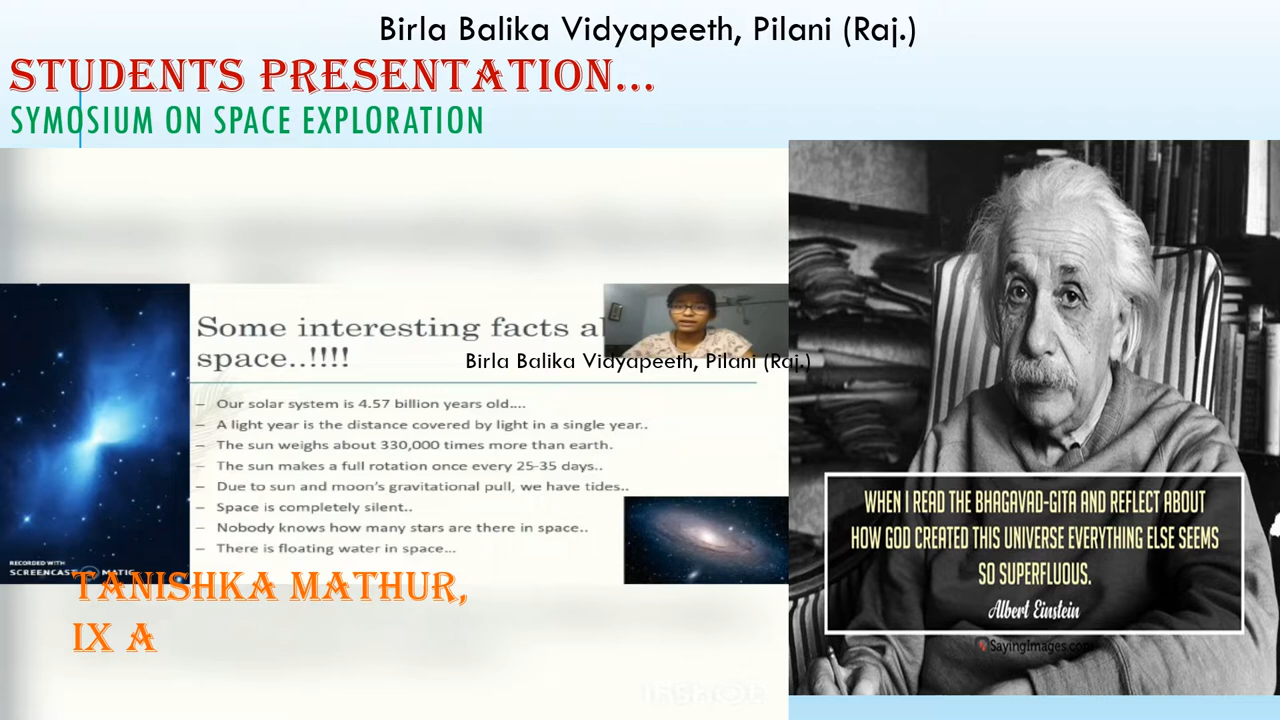 Birla Balika Vidyapeeth, Pilani (Raj.)
STUDENTS PRESENTATION...
SYMOSIUM ON SPACE EXPLORATION
Some interesting facts
space..!!!!
Birla Balika Vidyapeeth, Pilani (Raj.)
– Our solar system is 4.57 billion years old....
– A light year is the distance covered by light in a single year..
– The sun weighs about 330,000 times more than earth.
– The sun makes a full rotation once every 25-35 days..
– Due to sun and moon's gravitational pull, we have tides..
– Space is completely silent..
– Nobody knows how many stars are there in space..
– There is floating water in space...
RECORDED WITH
SCREENCAST MATIC
TANISHKA MATHUR,
IX A
WHEN I READ THE BHAGAVAD-GITA AND REFLECT ABOUT
HOW GOD CREATED THIS UNIVERSE EVERYTHING ELSE SEEMS
SO SUPERFLUOUS.
Albert Einstein
SayingImages.com
inshot